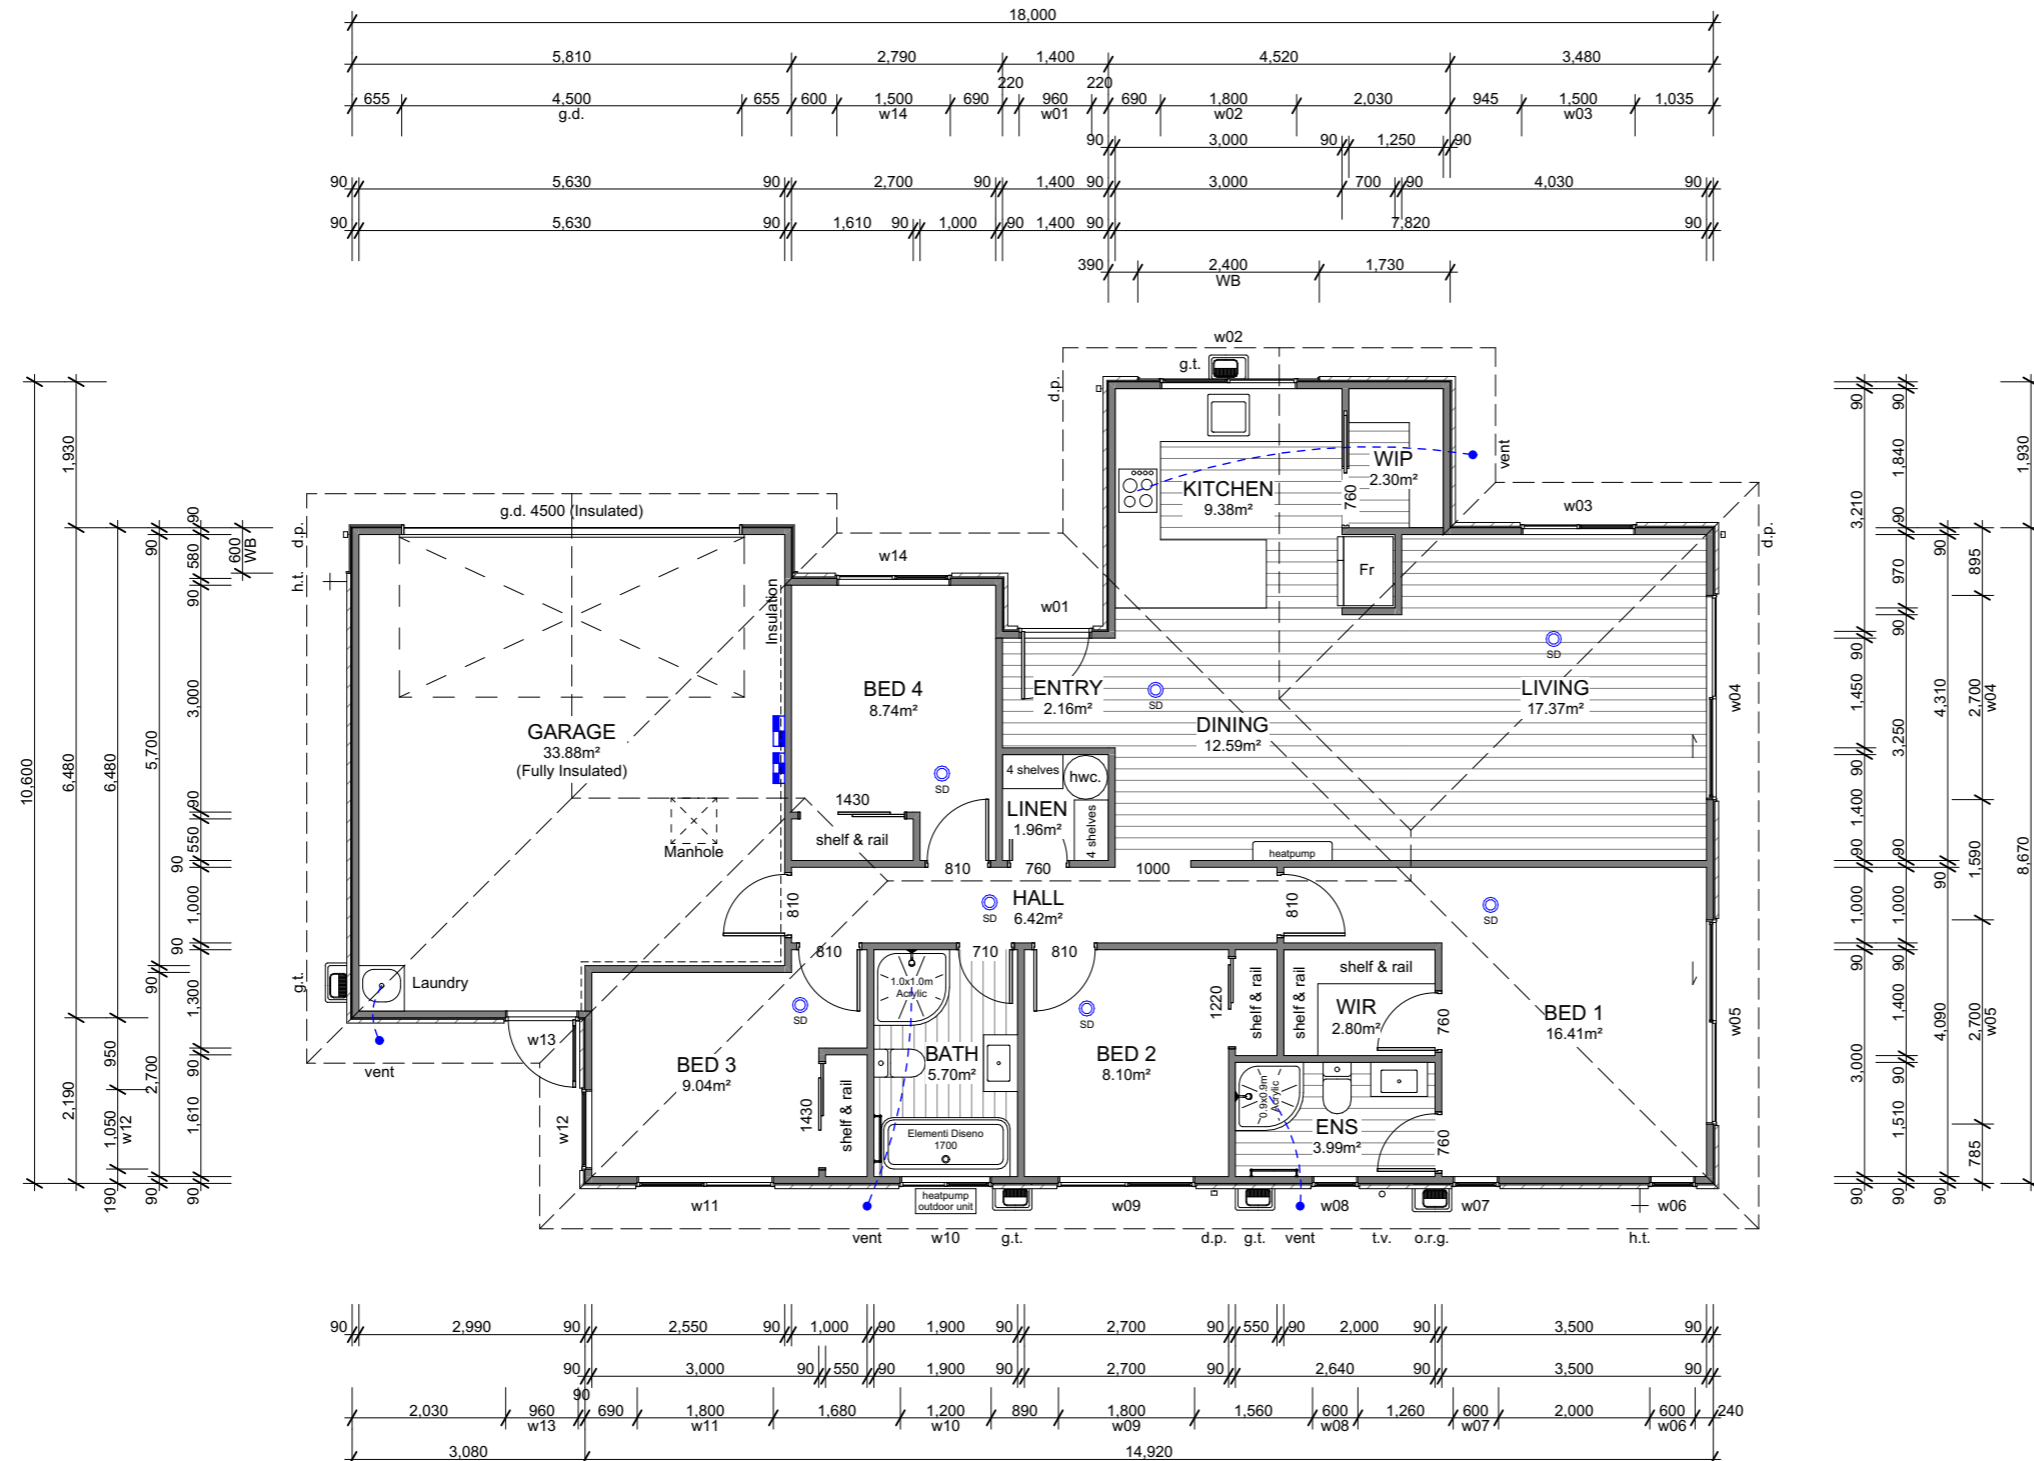 18,000
5,810 2,790 1,400 4,520 3,480
220 220
655 4,500 655 600 1,500 690 960 690 1,800 2,030 945 1,500 1,035
g.d. w14 w01 w02 w03
90 3,000 90 1,250 90
90 5,630 90 2,700 90 1,400 90 3,000 700 90 4,030 90
90 5,630 90 1,610 90 1,000 90 1,400 90 7,820 90
390 2,400 1,730
WB
10,600
1,930 6,480 2,190
6,480 950 1,050 190
w12
90 5,700 90 2,700 90
90 580 90 3,000 90 550 90 1,000 90 1,300 90 1,610 90
600
WB
w02
g.t.
d.p.
vent
KITCHEN
9.38m²
WIP
2.30m²
760
Fr
w03
d.p.
g.d. 4500 (Insulated)
d.p.
h.t.
w14
w01
Insulation
GARAGE
33.88m²
(Fully Insulated)
Manhole
BED 4
8.74m²
SD
1430
shelf & rail
ENTRY
2.16m²
SD
DINING
12.59m²
LIVING
17.37m²
SD
w04
4 shelves
hwc.
LINEN
1.96m²
4 shelves
heatpump
810 760 1000
HALL
6.42m²
SD
810
810
SD
810 710 810
g.t.
Laundry
w13
vent
SD
BED 3
9.04m²
1430
shelf & rail
w12
1.0x1.0m
Acrylic
BATH
5.70m²
Elementi Diseno
1700
SD
BED 2
8.10m²
1220
shelf & rail
shelf & rail
shelf & rail
WIR
2.80m²
760
BED 1
16.41m²
w05
0.9x0.9m
Acrylic
ENS
3.99m²
760
w11
heatpump
outdoor unit
w09 w08 w07 w06
vent w10 g.t. d.p. g.t. vent t.v. o.r.g. h.t.
90 3,210 90 1,450 90 1,400 90 1,000 90 3,000 90
90 1,840 90 970 90 3,250 90 1,000 90 1,400 90 1,510 90
90 4,310 90 4,090 90
895 2,700 1,590 2,700 785
w04 w05
1,930 8,670
90 2,990 90 2,550 90 1,000 90 1,900 90 2,700 90 550 90 2,000 90 3,500 90
90 3,000 90 550 90 1,900 90 2,700 90 2,640 90 3,500 90
90
2,030 960 690 1,800 1,680 1,200 890 1,800 1,560 600 1,260 600 2,000 600 240
w13 w11 w10 w09 w08 w07 w06
3,080 14,920